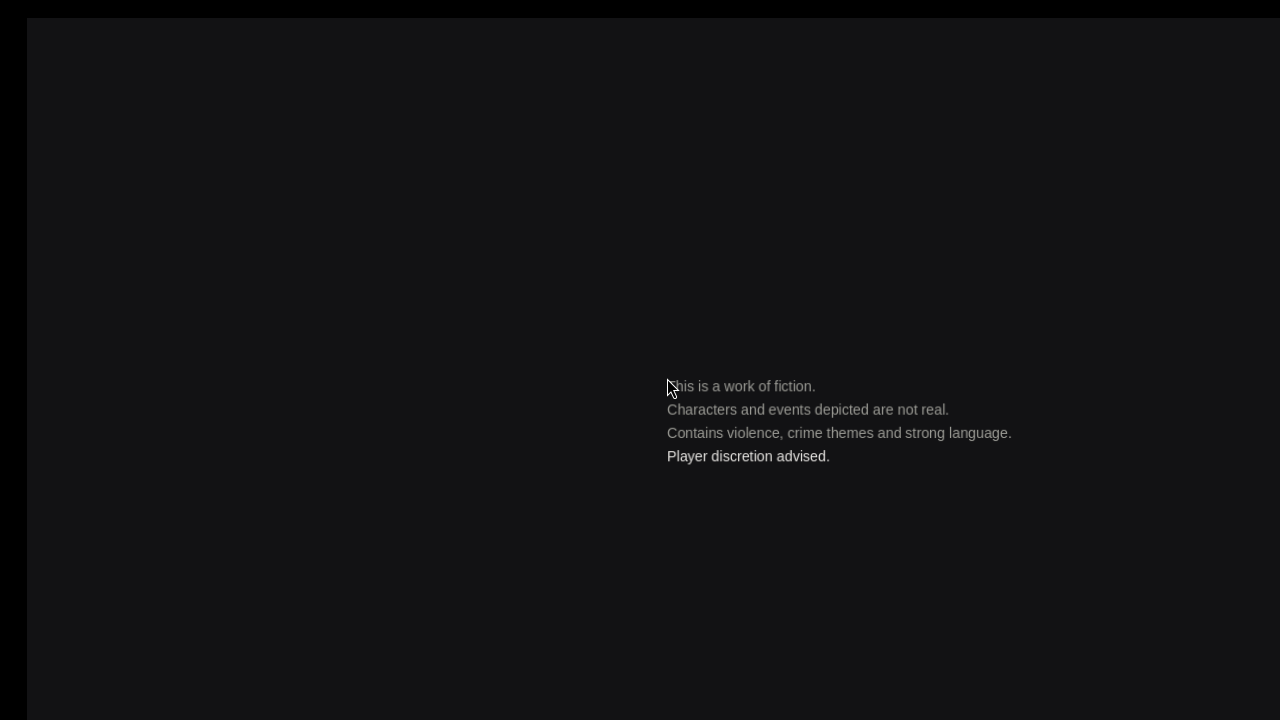 This is a work of fiction.
Characters and events depicted are not real.
Contains violence, crime themes and strong language.
Player discretion advised.